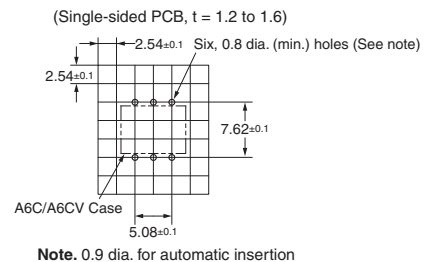 (Single-sided PCB, t = 1.2 to 1.6)
2.54±0.1
Six, 0.8 dia. (min.) holes (See note)
2.54±0.1
7.62±0.1
A6C/A6CV Case
5.08±0.1
Note. 0.9 dia. for automatic insertion